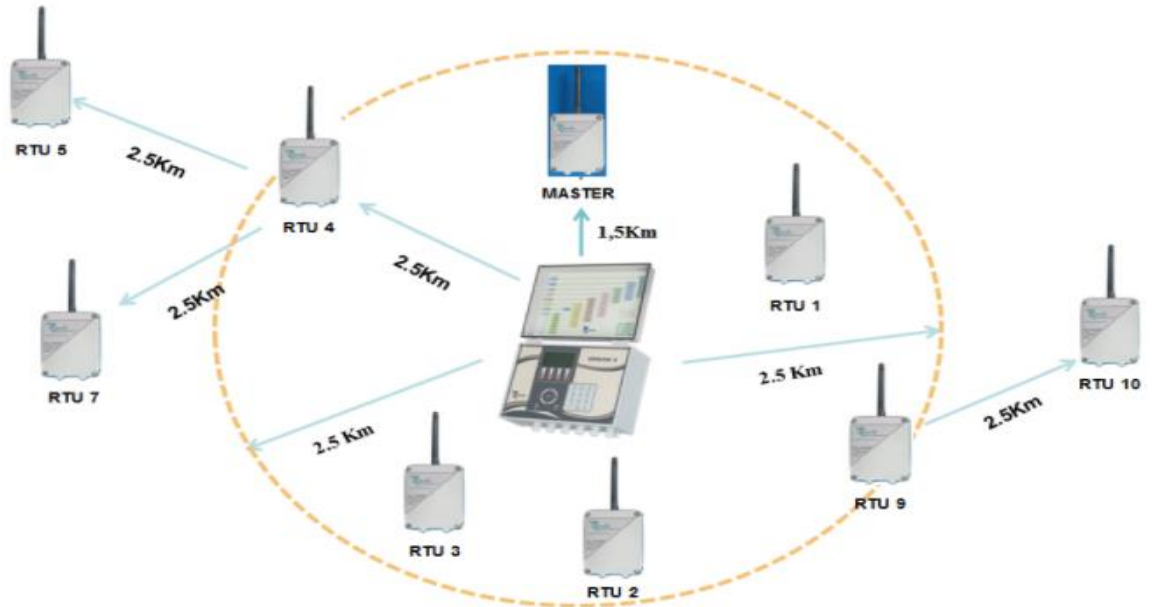 RTU 5
2.5Km
RTU 4
MASTER
1,5Km
RTU 1
2.5Km
2.5Km
RTU 7
2.5 Km
2.5 Km
RTU 10
2.5Km
RTU 3
RTU 2
RTU 9